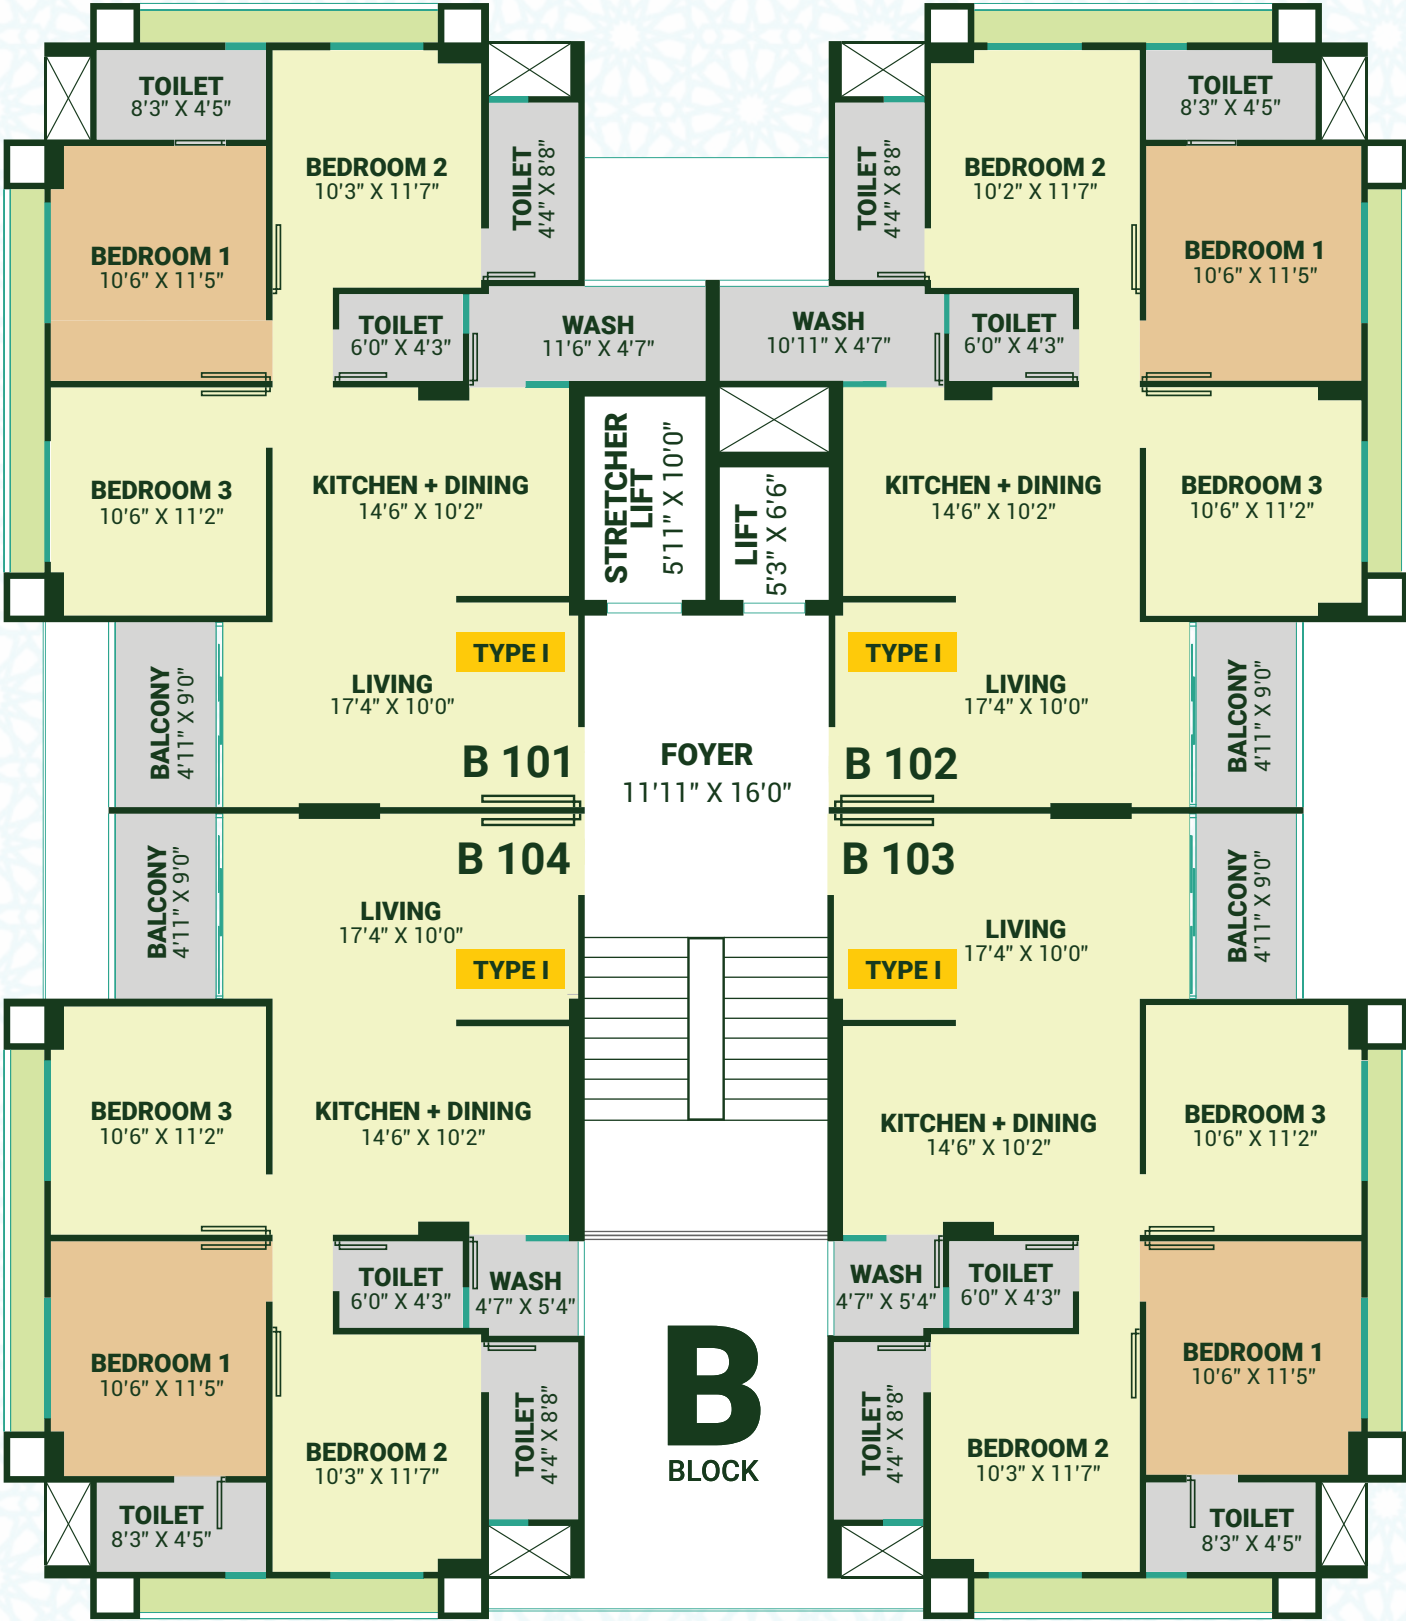 TOILET
8'3" X 4'5"
BEDROOM 2
10'3" X 11'7"
TOILET
4'4" X 8'8"
BEDROOM 1
10'6" X 11'5"
TOILET
6'0" X 4'3"
WASH
11'6" X 4'7"
BEDROOM 3
10'6" X 11'2"
KITCHEN + DINING
14'6" X 10'2"
STRETCHER
LIFT
5'11" X 10'0"
TYPE I
LIVING
17'4" X 10'0"
BALCONY
4'11" X 9'0"
B 101
TOILET
4'4" X 8'8"
BEDROOM 2
10'2" X 11'7"
TOILET
8'3" X 4'5"
BEDROOM 1
10'6" X 11'5"
WASH
10'11" X 4'7"
TOILET
6'0" X 4'3"
LIFT
5'3" X 6'6"
KITCHEN + DINING
14'6" X 10'2"
BEDROOM 3
10'6" X 11'2"
TYPE I
LIVING
17'4" X 10'0"
BALCONY
4'11" X 9'0"
B 102
FOYER
11'11" X 16'0"
B 104
BALCONY
4'11" X 9'0"
LIVING
17'4" X 10'0"
TYPE I
BEDROOM 3
10'6" X 11'2"
KITCHEN + DINING
14'6" X 10'2"
TOILET
6'0" X 4'3"
WASH
4'7" X 5'4"
BEDROOM 1
10'6" X 11'5"
BEDROOM 2
10'3" X 11'7"
TOILET
4'4" X 8'8"
TOILET
8'3" X 4'5"
B 103
LIVING
17'4" X 10'0"
TYPE I
BALCONY
4'11" X 9'0"
KITCHEN + DINING
14'6" X 10'2"
BEDROOM 3
10'6" X 11'2"
WASH
4'7" X 5'4"
TOILET
6'0" X 4'3"
BEDROOM 1
10'6" X 11'5"
TOILET
4'4" X 8'8"
BEDROOM 2
10'3" X 11'7"
TOILET
8'3" X 4'5"
B
BLOCK